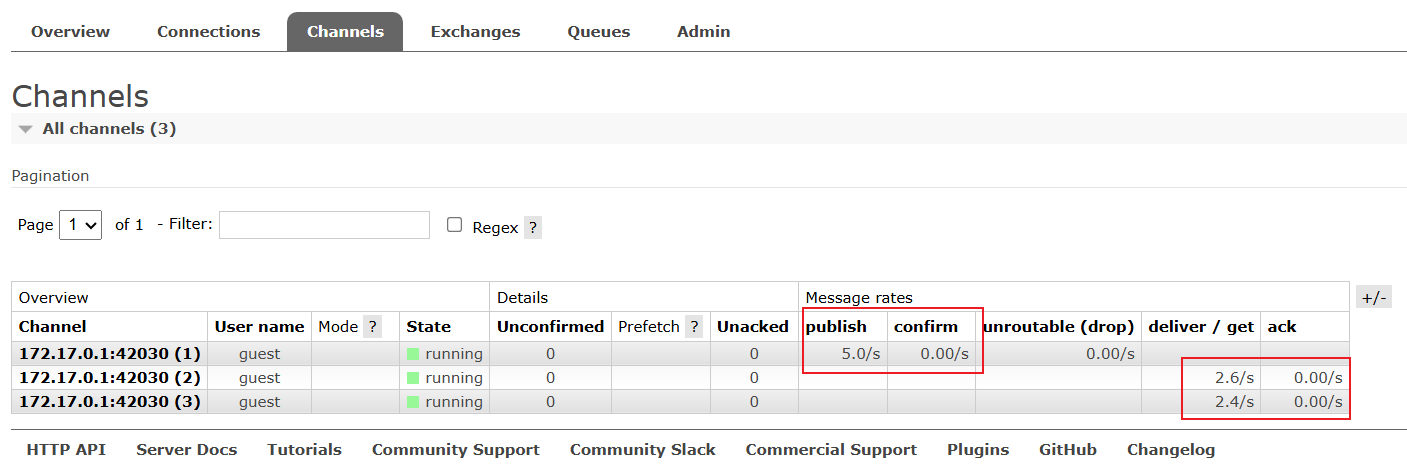 Overview Connections Channels Exchanges Queues Admin
Channels
All channels (3)
Pagination
Page 1 of 1 - Filter: Regex ?
Overview Details Message rates +/-
Channel User name Mode ? State Unconfirmed Prefetch ? Unacked publish confirm unroutable (drop) deliver / get ack
172.17.0.1:42030 (1) guest running 0 0 5.0/s 0.00/s 0.00/s
172.17.0.1:42030 (2) guest running 0 0 2.6/s 0.00/s
172.17.0.1:42030 (3) guest running 0 0 2.4/s 0.00/s
HTTP API Server Docs Tutorials Community Support Community Slack Commercial Support Plugins GitHub Changelog